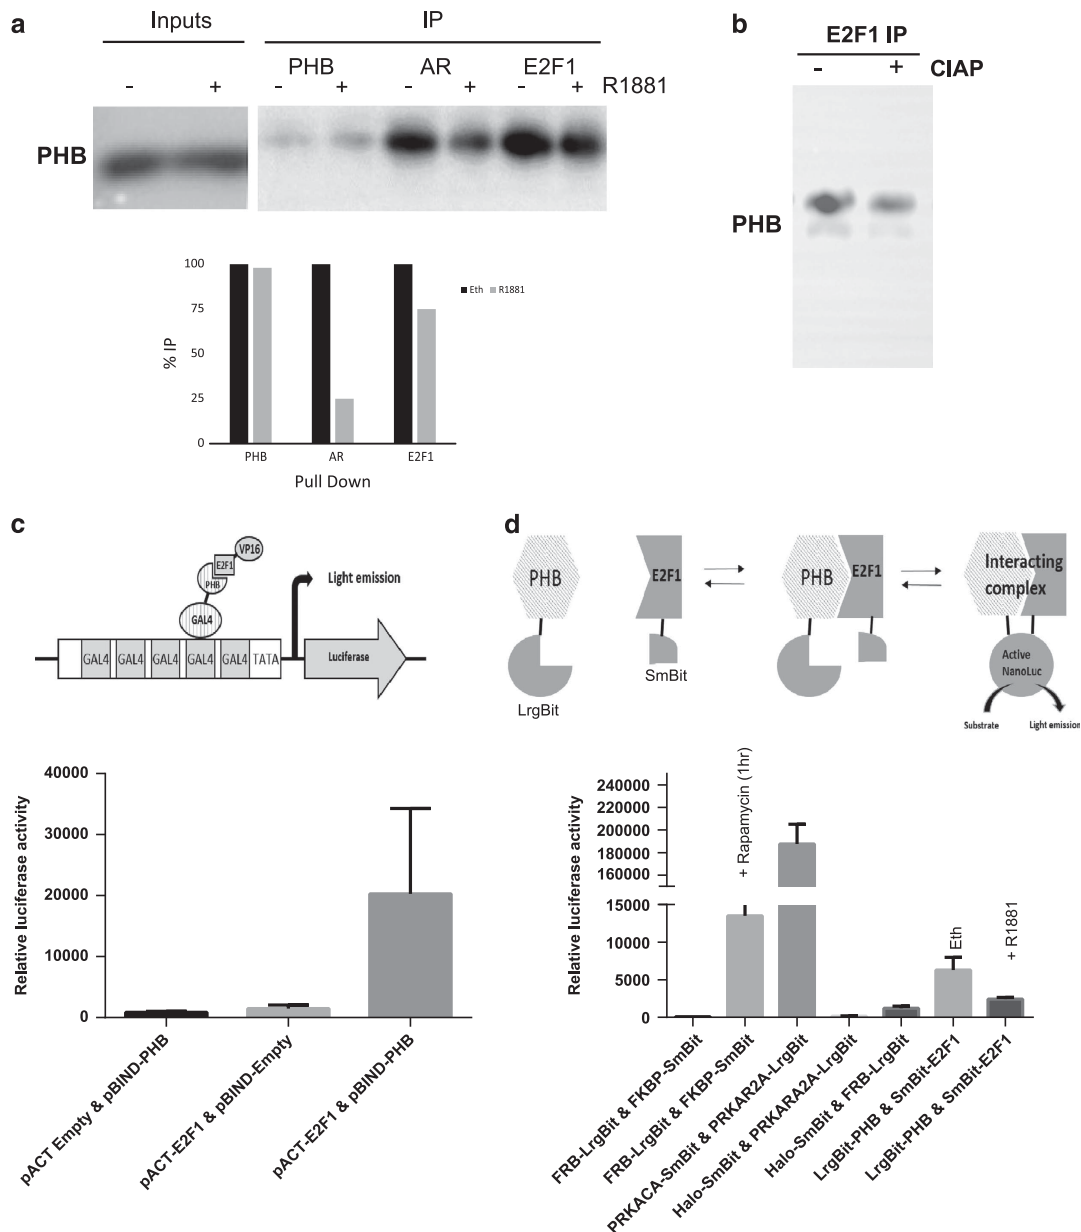 a
Inputs
IP
PHB AR E2F1
- + - + - + - + R1881
PHB
100
75
50
25
0
% IP
Eth R1881
PHB AR E2F1
Pull Down
b
E2F1 IP
- + CIAP
PHB
c
VP16
E2F1
PHB
GAL4
Light emission
GAL4 GAL4 GAL4 GAL4 GAL4 TATA
Luciferase
Relative luciferase activity
40000
30000
20000
10000
0
pACT Empty & pBIND-PHB
pACT-E2F1 & pBIND-Empty
pACT-E2F1 & pBIND-PHB
d
PHB
E2F1
PHB E2F1
Interacting
complex
LrgBit
SmBit
Active
NanoLuc
Substrate Light emission
Relative luciferase activity
240000
220000
200000
180000
160000
15000
10000
5000
0
+ Rapamycin (1hr)
Eth
+ R1881
FRB-LrgBit & FKBP-SmBit
FRB-LrgBit & FKBP-SmBit
PRKACA-SmBit & PRKAR2A-LrgBit
Halo-SmBit & PRKARA2A-LrgBit
Halo-SmBit & FRB-LrgBit
LrgBit-PHB & SmBit-E2F1
LrgBit-PHB & SmBit-E2F1